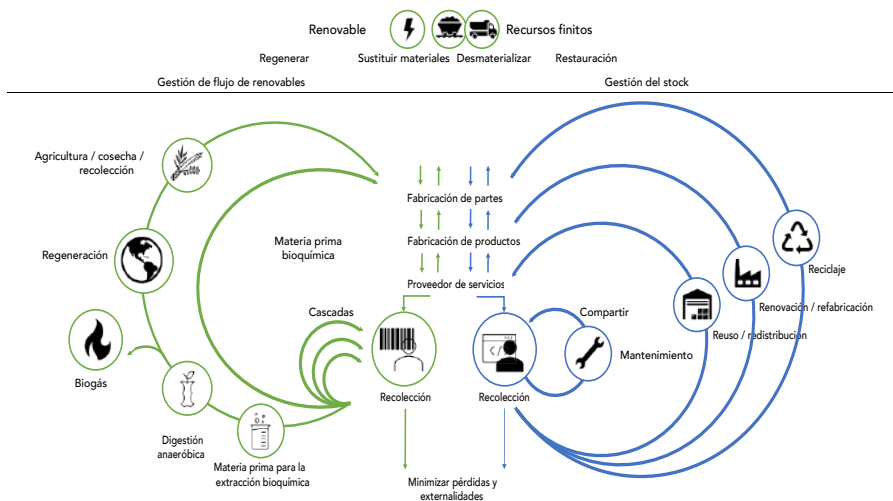 Renovable
Recursos finitos
Regenerar
Sustituir materiales
Desmaterializar
Restauración
Gestión de flujo de renovables
Gestión del stock
Agricultura / cosecha /
recolección
Fabricación de partes
Regeneración
Materia prima
bioquímica
Fabricación de productos
Reciclaje
Proveedor de servicios
Renovación / refabricación
Cascadas
Compartir
Reuso / redistribución
Mantenimiento
Biogás
Recolección
Recolección
Digestión
anaeróbica
Materia prima para la
extracción bioquímica
Minimizar pérdidas y
externalidades